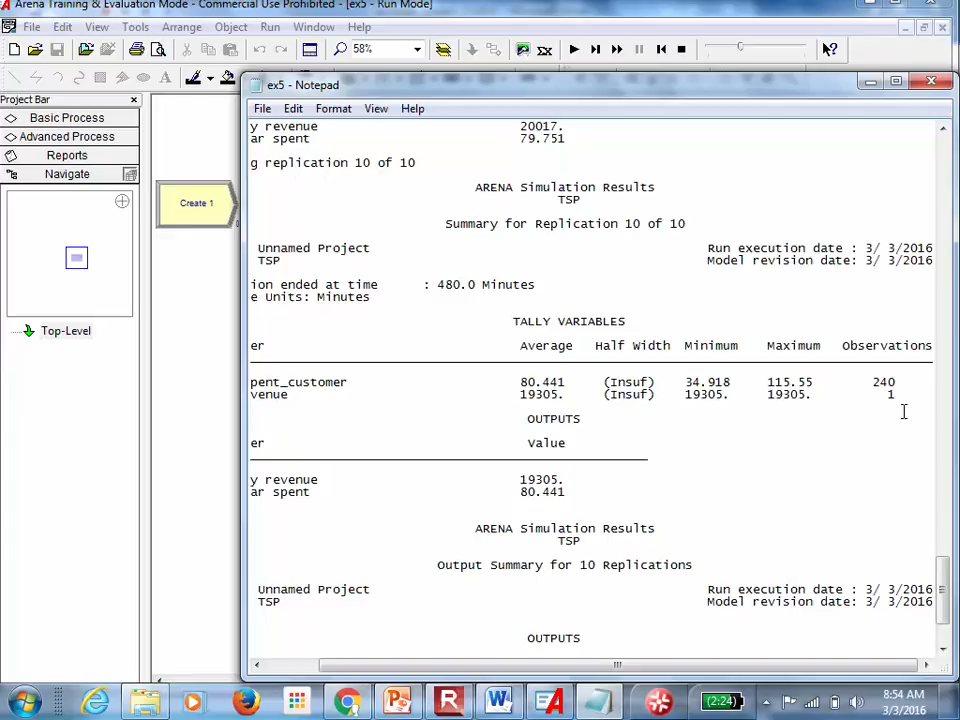 Arena Training & Evaluation Mode - Commercial Use Prohibited - [ex5 - Run Mode]
File Edit View Tools Arrange Object Run Window Help
58%
A
Project Bar
Basic Process
Advanced Process
Reports
Navigate
Top-Level
Create 1
ex5 - Notepad
File Edit Format View Help
y revenue 20017.
ar spent 79.751
g replication 10 of 10
ARENA Simulation Results
TSP
Summary for Replication 10 of 10
Unnamed Project Run execution date : 3/ 3/2016
TSP Model revision date: 3/ 3/2016
ion ended at time : 480.0 Minutes
e Units: Minutes
TALLY VARIABLES
er Average Half Width Minimum Maximum Observations
pent_customer 80.441 (Insuf) 34.918 115.55 240
venue 19305. (Insuf) 19305. 19305. 1
OUTPUTS
er Value
y revenue 19305.
ar spent 80.441
ARENA Simulation Results
TSP
Output Summary for 10 Replications
Unnamed Project Run execution date : 3/ 3/2016
TSP Model revision date: 3/ 3/2016
OUTPUTS
(2:24)
8:54 AM
3/3/2016